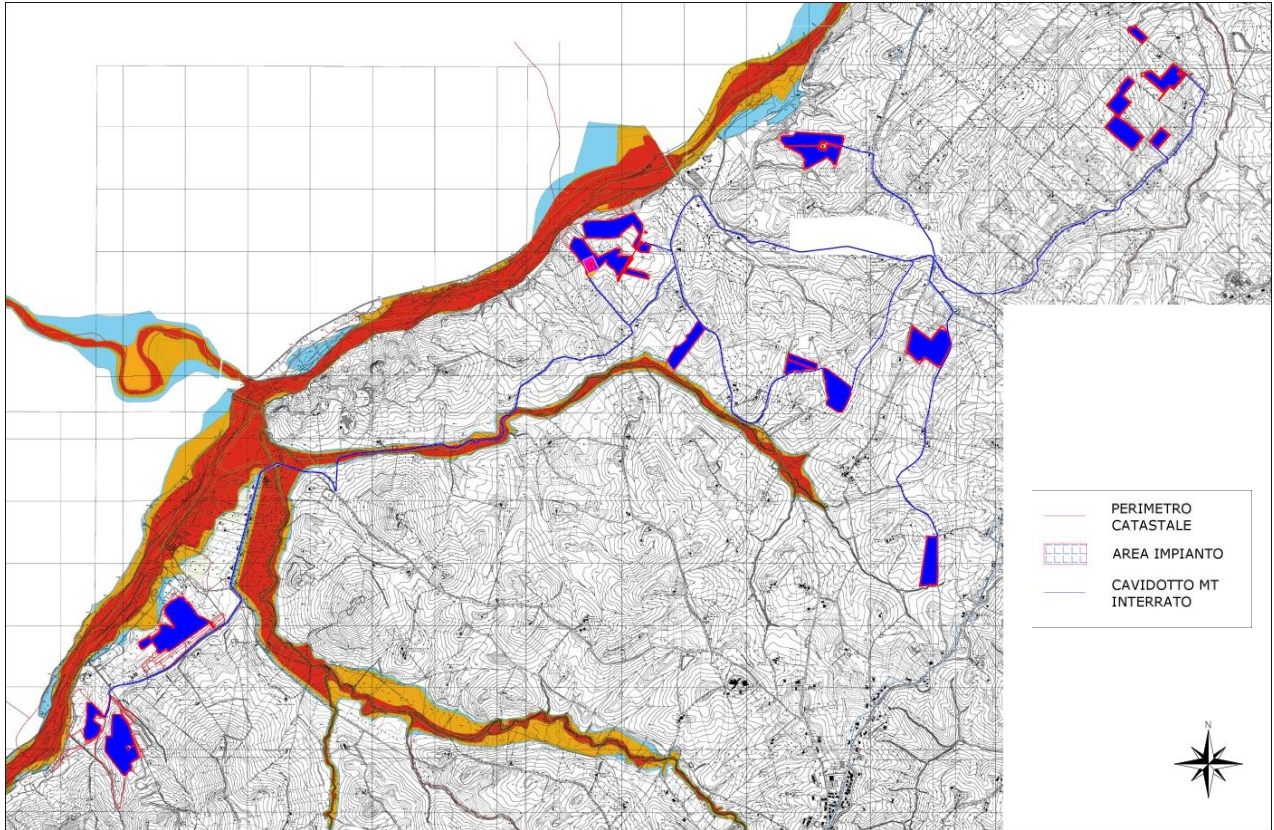 PERIMETRO
CATASTALE
AREA IMPIANTO
CAVIDOTTO MT
INTERRATO
N